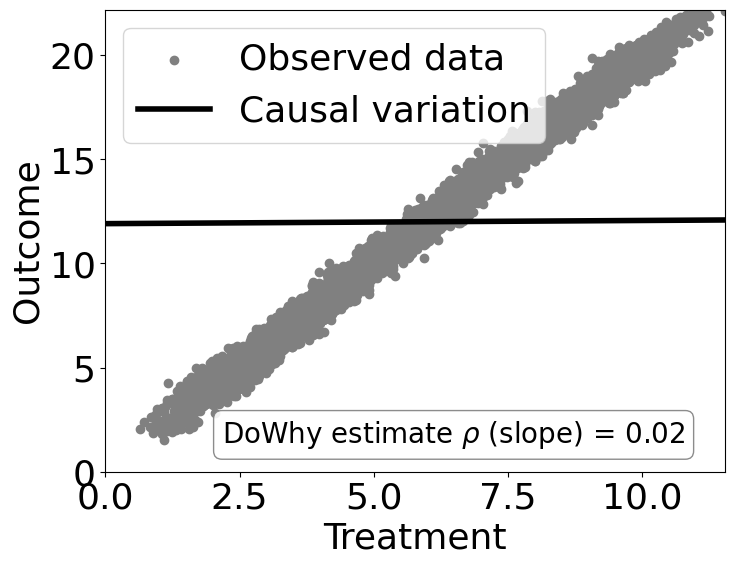 Observed data
Causal variation
20
15
10
5
0
Outcome
DoWhy estimate ρ (slope) = 0.02
0.0 2.5 5.0 7.5 10.0
Treatment